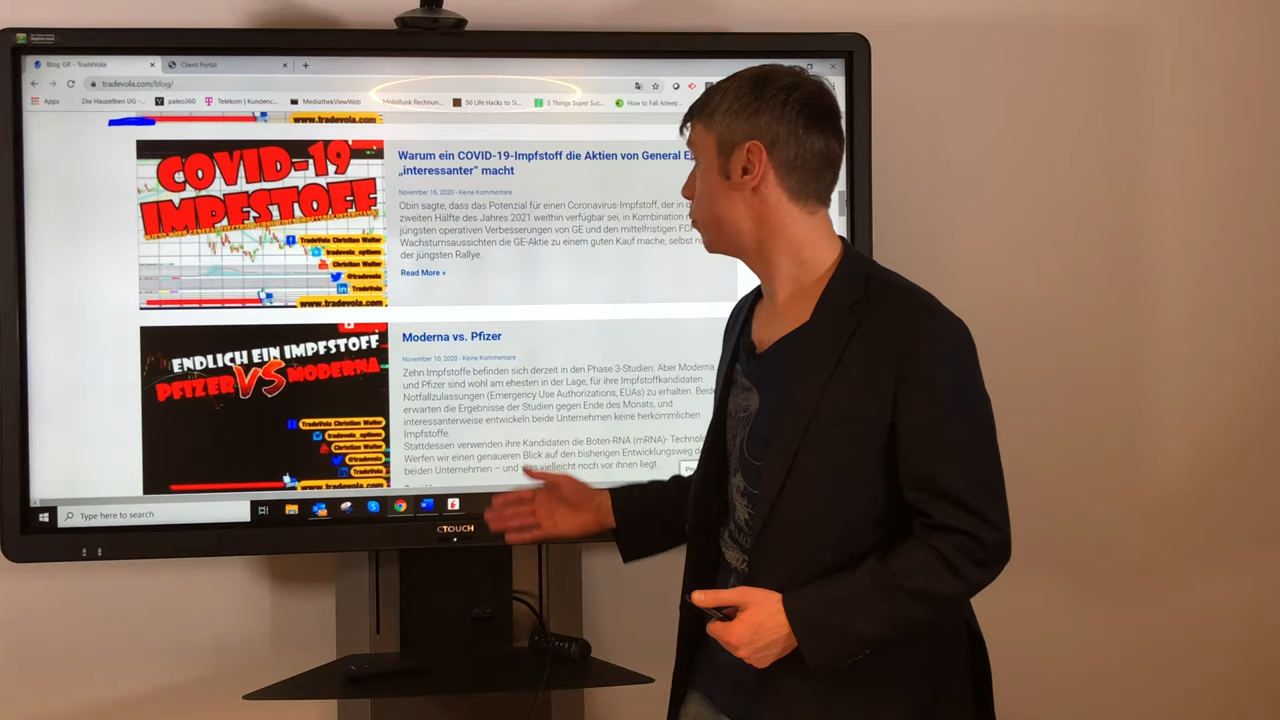 Blog GR - TradeVola
Client Portal
tradevola.com/blog/
Apps
Die Hauselben UG -...
paleo360
Telekom | Kundenc...
MediathekViewWeb
Mobilfunk Rechnun...
50 Life Hacks to Si...
5 Things Super Suc...
How to Fall Asleep...
www.tradevola.com
COVID-19
IMPFSTOFF
TradeVola Christian Walter
tradevola_options
Christian Walter
@tradevola
TradeVola
www.tradevola.com
Warum ein COVID-19-Impfstoff die Aktien von General
„interessanter“ macht
November 16, 2020 - Keine Kommentare
Obin sagte, dass das Potenzial für einen Coronavirus-Impfstoff, der in
zweiten Hälfte des Jahres 2021 weithin verfügbar sei, in Kombination
jüngsten operativen Verbesserungen von GE und den mittelfristigen
Wachstumsaussichten die GE-Aktie zu einem guten Kauf mache, selbst
der jüngsten Rallye.
Read More »
ENDLICH EIN IMPFSTOFF
PFIZER VS MODERNA
TradeVola Christian Walter
tradevola_options
Christian Walter
@tradevola
TradeVola
www.tradevola.com
Moderna vs. Pfizer
November 10, 2020 - Keine Kommentare
Zehn Impfstoffe befinden sich derzeit in den Phase 3-Studien. Aber Moderna
und Pfizer sind wohl am ehesten in der Lage, für ihre Impfstoffkandidaten
Notfallzulassungen (Emergency Use Authorizations, EUAs) zu erhalten. Beide
erwarten die Ergebnisse der Studien gegen Ende des Monats, und
interessanterweise entwickeln beide Unternehmen keine herkömmlichen
Impfstoffe.
Stattdessen verwenden ihre Kandidaten die Boten-RNA (mRNA)-
Werfen wir einen genaueren Blick auf den bisherigen Entwicklungsweg
beiden Unternehmen – und was vielleicht noch vor ihnen liegt.
Type here to search
CTOUCH